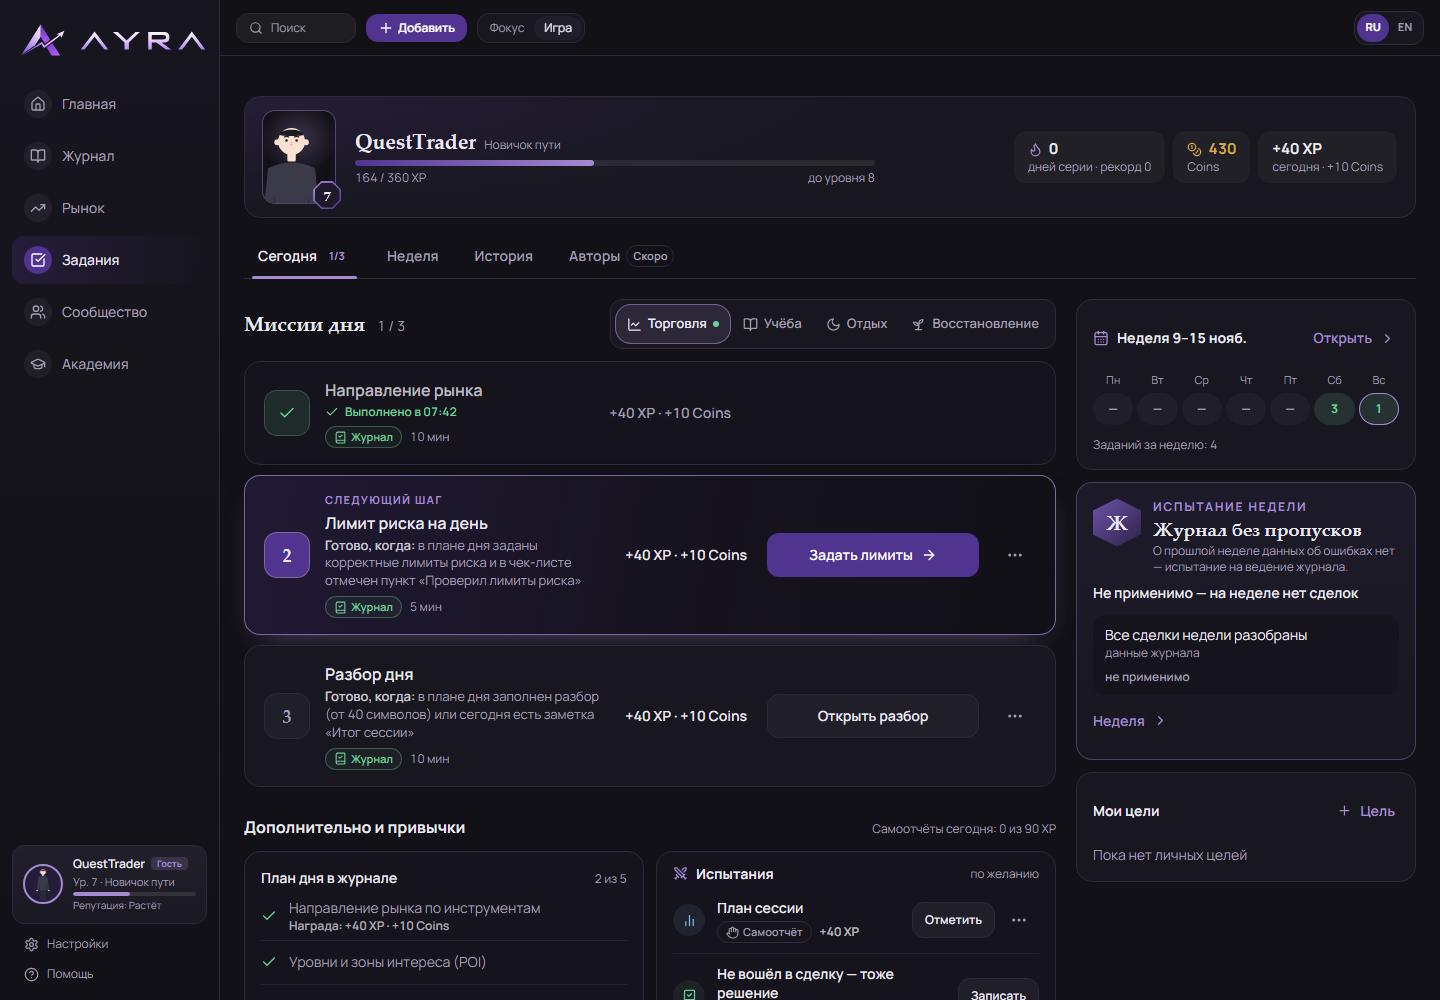 AYRA
Поиск
Добавить
Фокус
Игра
RU
EN
Главная
Журнал
Рынок
Задания
Сообщество
Академия
QuestTrader
Новичок пути
164 / 360 XP
до уровня 8
7
0
дней серии · рекорд 0
430
Coins
+40 XP
сегодня · +10 Coins
Сегодня 1/3
Неделя
История
Авторы Скоро
Миссии дня 1 / 3
Торговля
Учёба
Отдых
Восстановление
Направление рынка
Выполнено в 07:42
Журнал 10 мин
+40 XP · +10 Coins
СЛЕДУЮЩИЙ ШАГ
2
Лимит риска на день
Готово, когда: в плане дня заданы
корректные лимиты риска и в чек-листе
отмечен пункт «Проверил лимиты риска»
Журнал 5 мин
+40 XP · +10 Coins
Задать лимиты
3
Разбор дня
Готово, когда: в плане дня заполнен разбор
(от 40 символов) или сегодня есть заметка
«Итог сессии»
Журнал 10 мин
+40 XP · +10 Coins
Открыть разбор
Дополнительно и привычки
Самоотчёты сегодня: 0 из 90 XP
План дня в журнале
2 из 5
Направление рынка по инструментам
Награда: +40 XP · +10 Coins
Уровни и зоны интереса (POI)
Испытания
по желанию
План сессии
Самоотчёт +40 XP
Отметить
Не вошёл в сделку — тоже
решение
Записать
Неделя 9–15 нояб.
Открыть
Пн Вт Ср Чт Пт Сб Вс
– – – – – 3 1
Заданий за неделю: 4
Ж
ИСПЫТАНИЕ НЕДЕЛИ
Журнал без пропусков
О прошлой неделе данных об ошибках нет
— испытание на ведение журнала.
Не применимо — на неделе нет сделок
Все сделки недели разобраны
данные журнала
не применимо
Неделя
Мои цели
Цель
Пока нет личных целей
QuestTrader Гость
Ур. 7 · Новичок пути
Репутация: Растёт
Настройки
Помощь